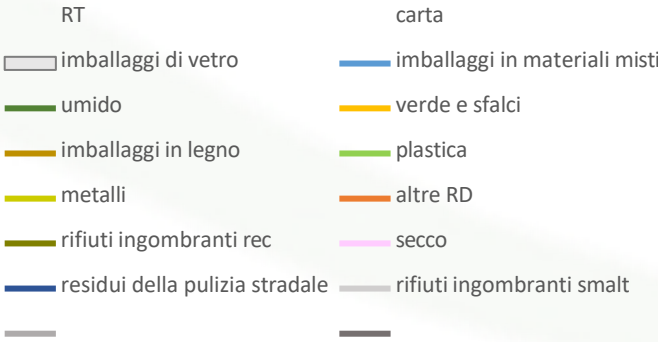 RT carta
imballaggi di vetro imballaggi in materiali misti
umido verde e sfalci
imballaggi in legno plastica
metalli altre RD
rifiuti ingombranti rec secco
residui della pulizia stradale rifiuti ingombranti smalt